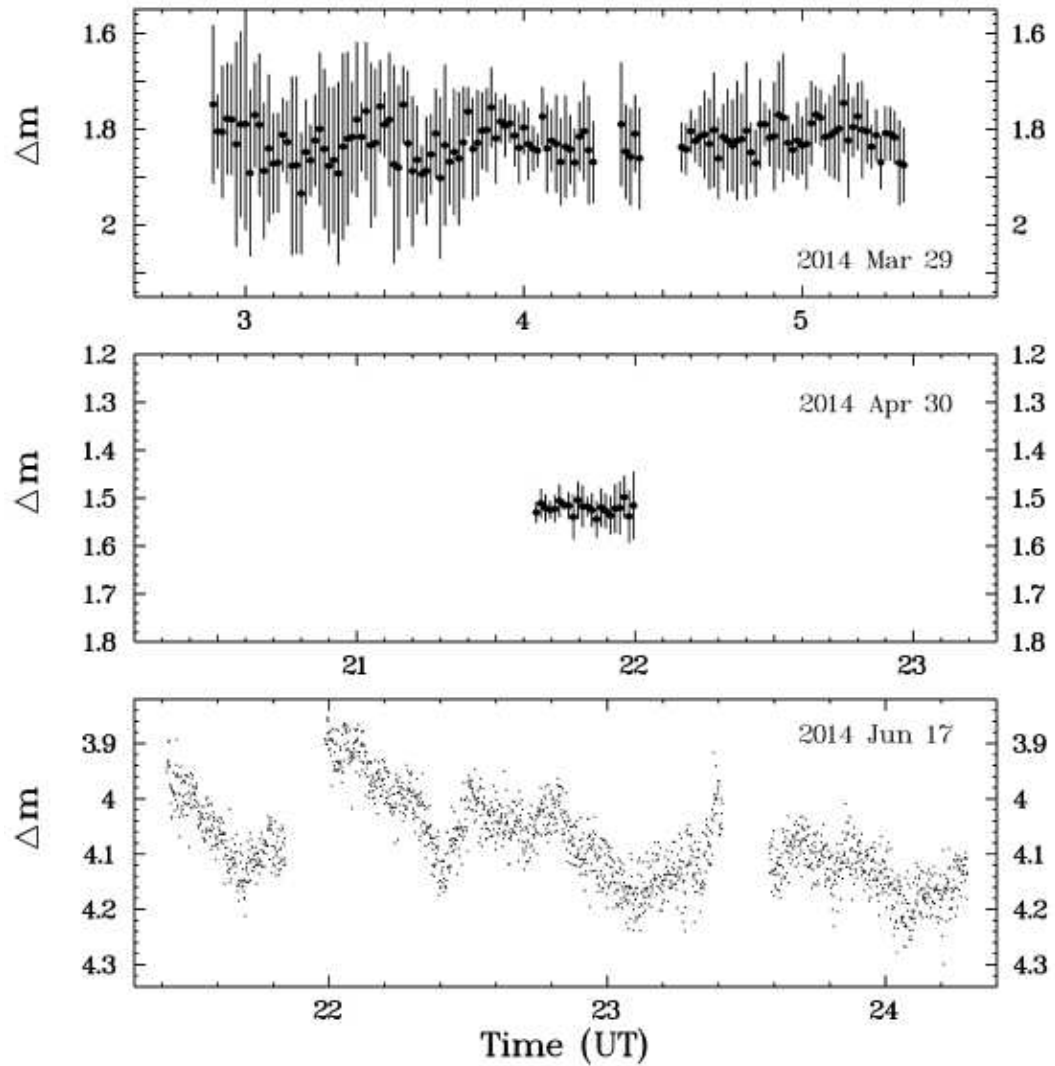 1.6 1.6
Δm 1.8 1.8
2 2
2014 Mar 29
3 4 5
1.2 1.2
1.3 2014 Apr 30 1.3
1.4 1.4
Δm 1.5 1.5
1.6 1.6
1.7 1.7
1.8 1.8
21 22 23
2014 Jun 17
3.9 3.9
Δm 4 4
4.1 4.1
4.2 4.2
4.3 4.3
22 23 24
Time (UT)